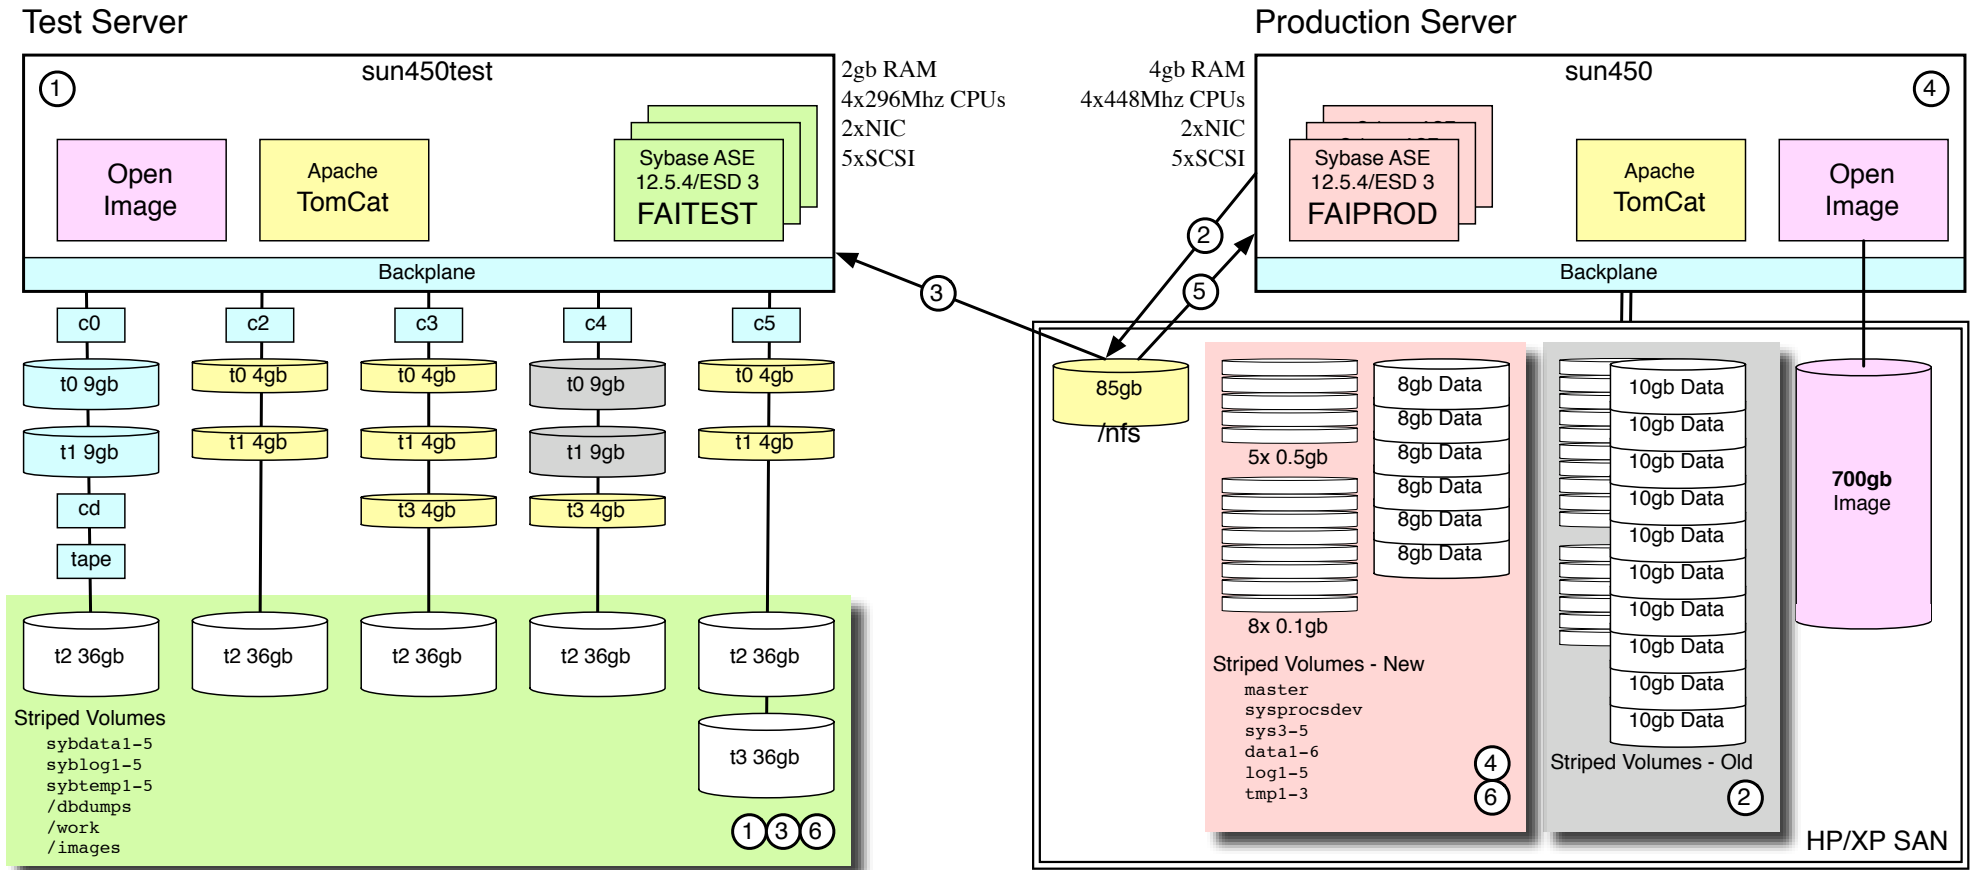 Test Server
Production Server
sun450test
1
2gb RAM
4x296Mhz CPUs
2xNIC
5xSCSI
Open
Image
Apache
TomCat
Sybase ASE
12.5.4/ESD 3
FAITEST
Backplane
4gb RAM
4x448Mhz CPUs
2xNIC
5xSCSI
sun450
4
Sybase ASE
12.5.4/ESD 3
FAIPROD
Apache
TomCat
Open
Image
Backplane
2
3
5
c0
c2
c3
c4
c5
t0 9gb
t0 4gb
t0 4gb
t0 9gb
t0 4gb
t1 9gb
t1 4gb
t1 4gb
t1 9gb
t1 4gb
cd
t3 4gb
t3 4gb
tape
t2 36gb
t2 36gb
t2 36gb
t2 36gb
t2 36gb
t3 36gb
Striped Volumes
sybdata1-5
syblog1-5
sybtemp1-5
/dbdumps
/work
/images
1
3
6
85gb
/nfs
5x 0.5gb
8x 0.1gb
8gb Data
8gb Data
8gb Data
8gb Data
8gb Data
8gb Data
Striped Volumes - New
master
sysprocsdev
sys3-5
data1-6
log1-5
tmp1-3
4
6
10gb Data
10gb Data
10gb Data
10gb Data
10gb Data
10gb Data
10gb Data
10gb Data
10gb Data
10gb Data
Striped Volumes - Old
2
700gb
Image
HP/XP SAN